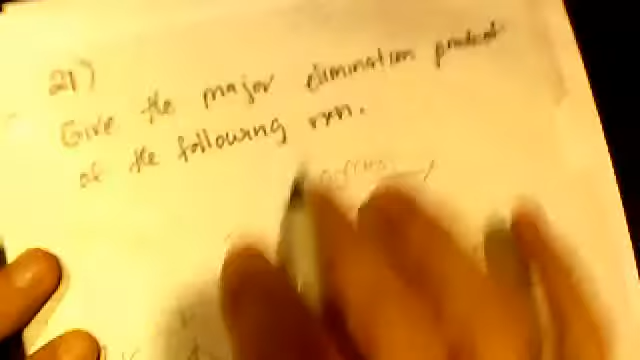 21)
Give the major elimination product
of the following rxn.